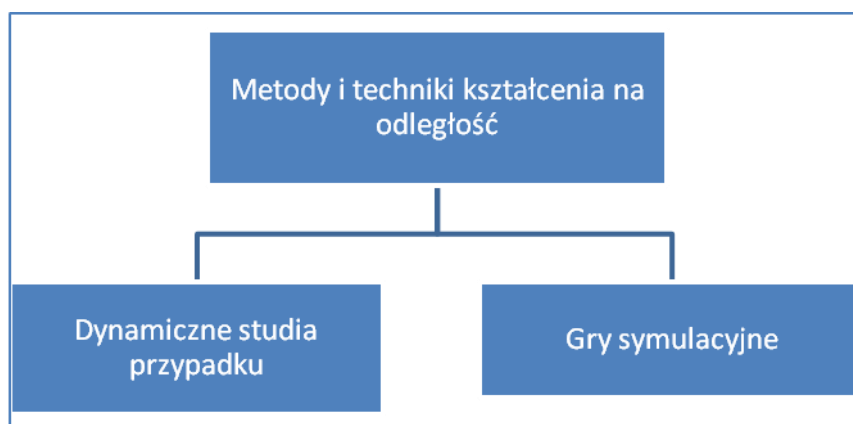 Metody i techniki kształcenia na
odległość
Dynamiczne studia
przypadku
Gry symulacyjne